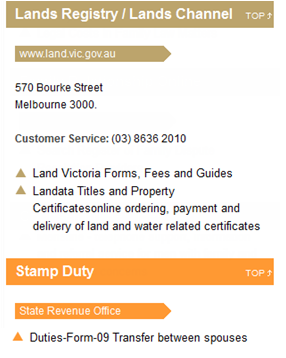 Lands Registry / Lands Channel TOP
www.land.vic.gov.au
570 Bourke Street
Melbourne 3000.
Customer Service: (03) 8636 2010
Land Victoria Forms, Fees and Guides
Landata Titles and Property
Certificatesonline ordering, payment and
delivery of land and water related certificates
Stamp Duty TOP
State Revenue Office
Duties-Form-09 Transfer between spouses